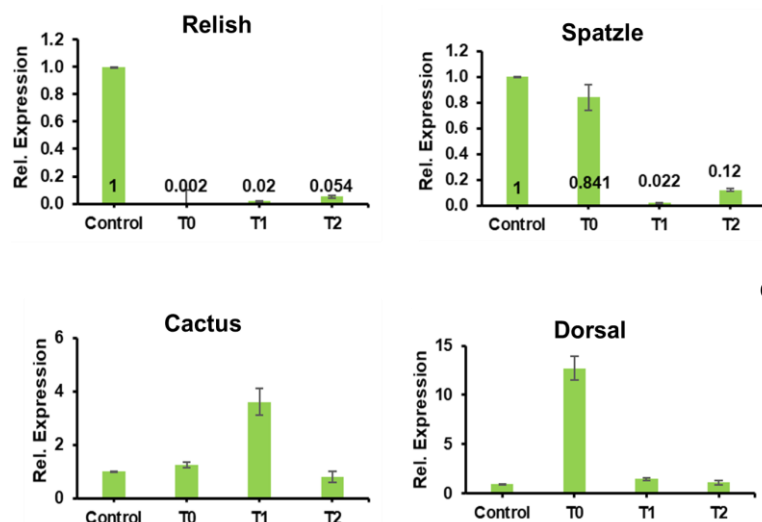 Relish
Rel. Expression
1.2
1.0
0.8
0.6
0.4
0.2
0.0
1 0.002 0.02 0.054
Control T0 T1 T2
Spatzle
Rel. Expression
1.2
1.0
0.8
0.6
0.4
0.2
0.0
1 0.841 0.022 0.12
Control T0 T1 T2
Cactus
Rel. Expression
6
4
2
0
Control T0 T1 T2
Dorsal
Rel. Expression
15
10
5
0
Control T0 T1 T2